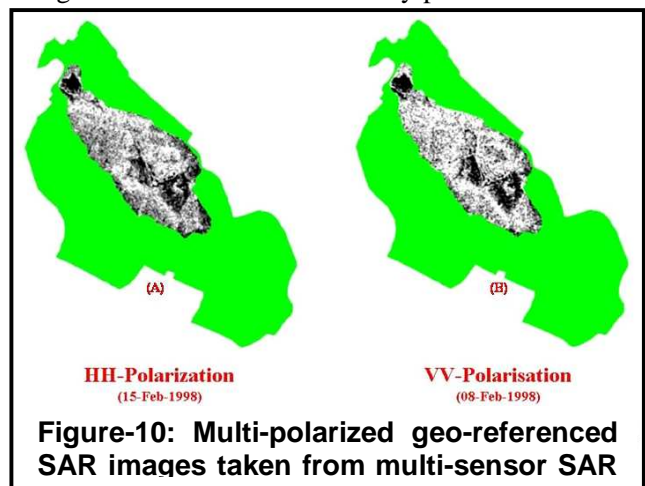 (A)
(B)
HH-Polarization
(15-Feb-1998)
VV-Polarisation
(08-Feb-1998)
Figure-10: Multi-polarized geo-referenced
SAR images taken from multi-sensor SAR